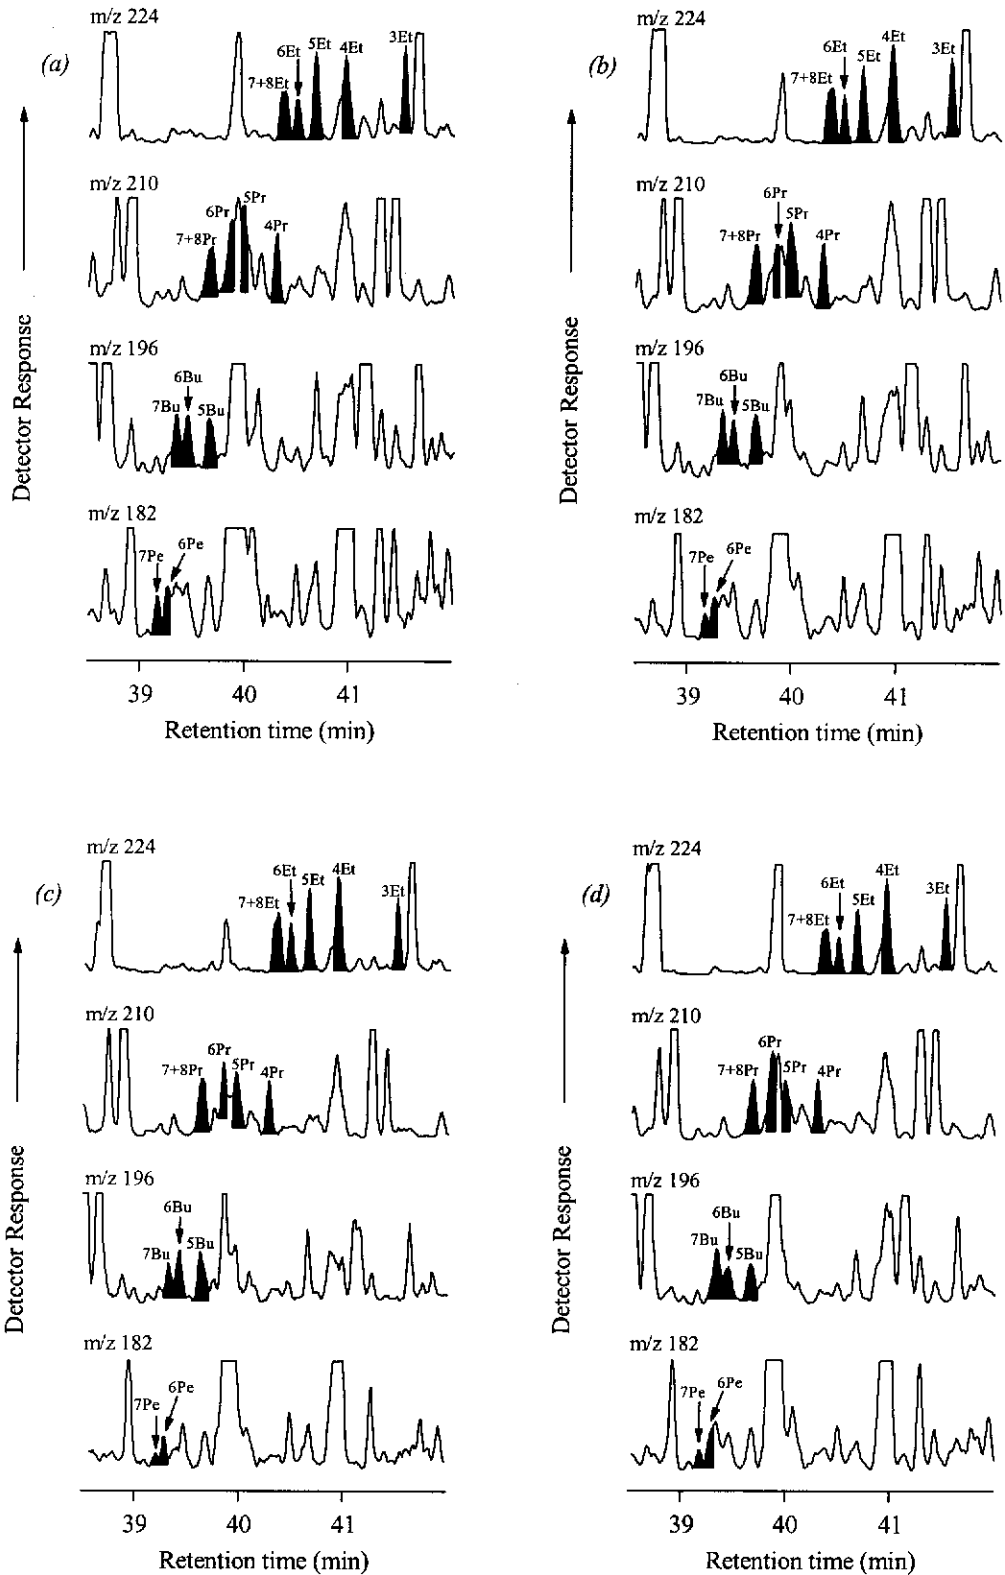 (a)
m/z 224
7+8Et
6Et
5Et
4Et
3Et
m/z 210
7+8Pr
6Pr
5Pr
4Pr
m/z 196
7Bu
6Bu
5Bu
m/z 182
7Pe
6Pe
Detector Response
39 40 41
Retention time (min)
(b)
m/z 224
7+8Et
6Et
5Et
4Et
3Et
m/z 210
7+8Pr
6Pr
5Pr
4Pr
m/z 196
7Bu
6Bu
5Bu
m/z 182
7Pe
6Pe
Detector Response
39 40 41
Retention time (min)
(c)
m/z 224
7+8Et
6Et
5Et
4Et
3Et
m/z 210
7+8Pr
6Pr
5Pr
4Pr
m/z 196
7Bu
6Bu
5Bu
m/z 182
7Pe
6Pe
Detector Response
39 40 41
Retention time (min)
(d)
m/z 224
7+8Et
6Et
5Et
4Et
3Et
m/z 210
7+8Pr
6Pr
5Pr
4Pr
m/z 196
7Bu
6Bu
5Bu
m/z 182
7Pe
6Pe
Detector Response
39 40 41
Retention time (min)